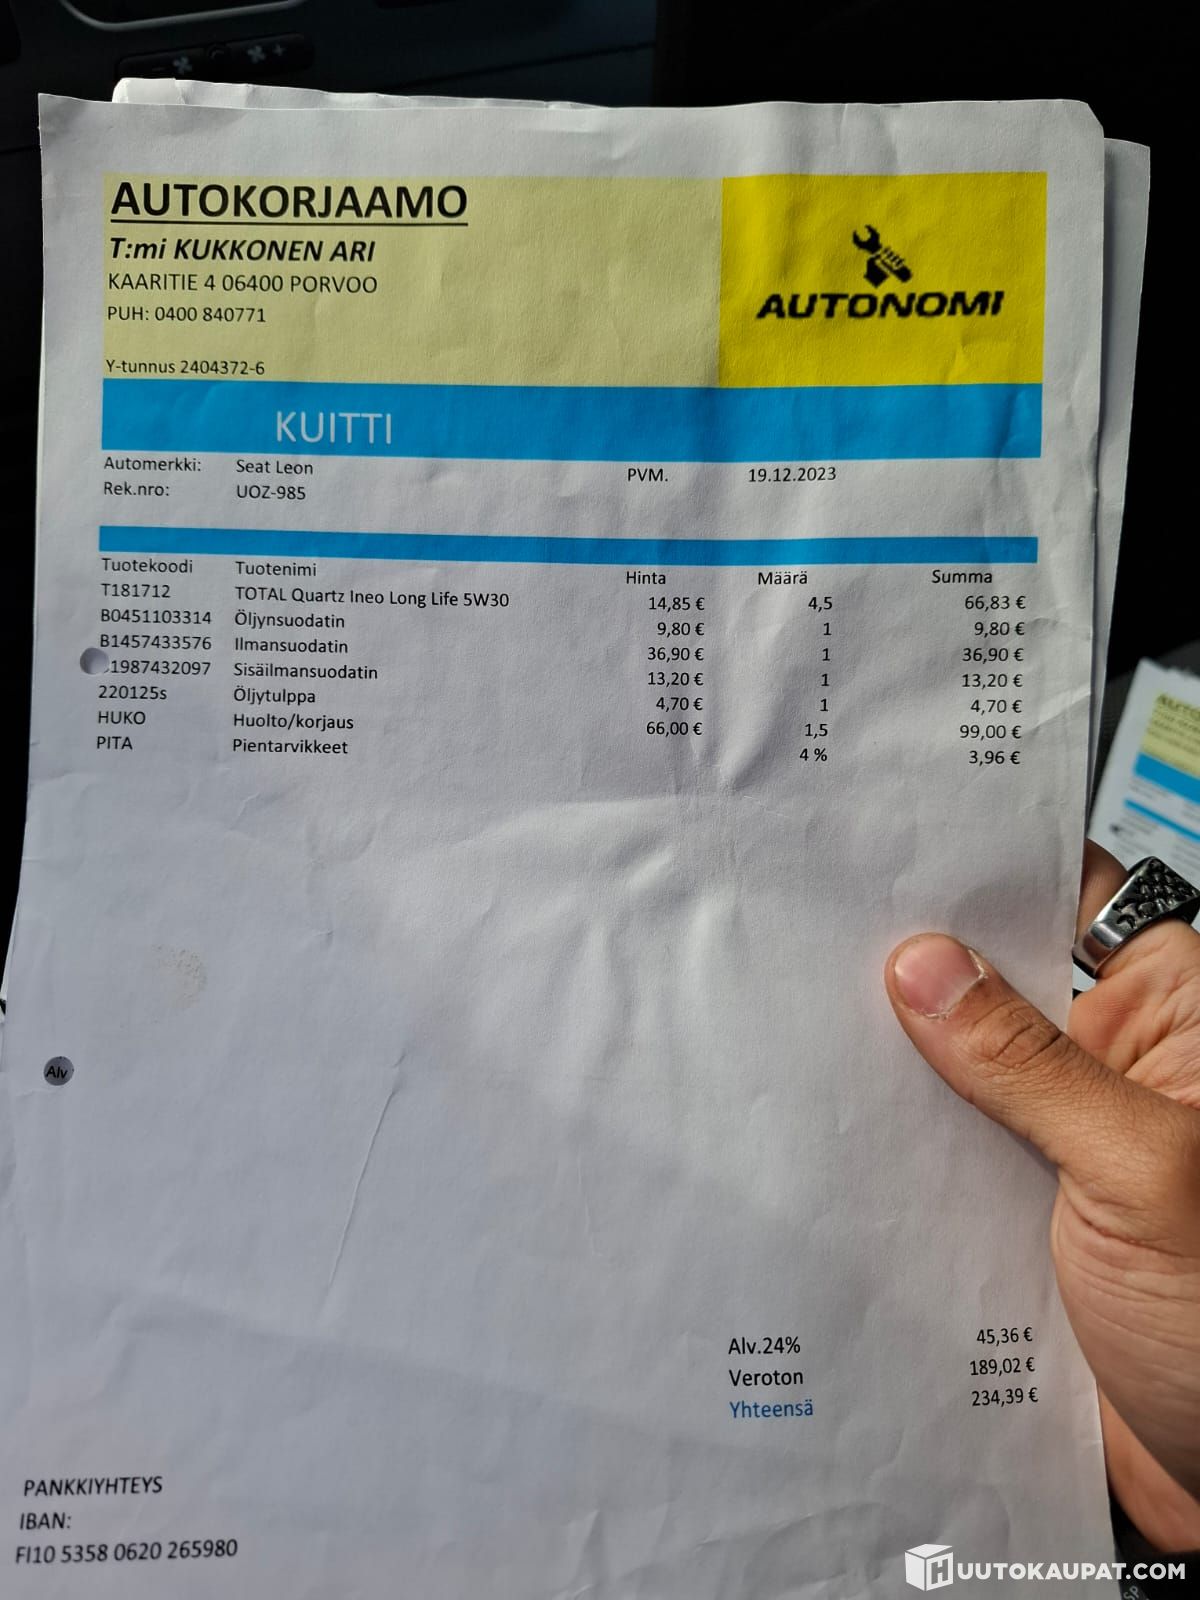 AUTOKORJAAMO
T:mi KUKKONEN ARI
KAARITIE 4 06400 PORVOO
PUH: 0400 840771
Y-tunnus 2404372-6
AUTONOMI
KUITTI
Automerkki: Seat Leon PVM. 19.12.2023
Rek.nro: UOZ-985
Tuotekoodi Tuotenimi Hinta Määrä Summa
T181712 TOTAL Quartz Ineo Long Life 5W30 14,85 € 4,5 66,83 €
B0451103314 Öljynsuodatin 9,80 € 1 9,80 €
B1457433576 Ilmansuodatin 36,90 € 1 36,90 €
1987432097 Sisäilmansuodatin 13,20 € 1 13,20 €
220125s Öljytulppa 4,70 € 1 4,70 €
HUKO Huolto/korjaus 66,00 € 1,5 99,00 €
PITA Pientarvikkeet 4 % 3,96 €
Alv
Alv.24% 45,36 €
Veroton 189,02 €
Yhteensä 234,39 €
PANKKIYHTEYS
IBAN:
FI10 5358 0620 265980
HUUTOKAUPAT.COM